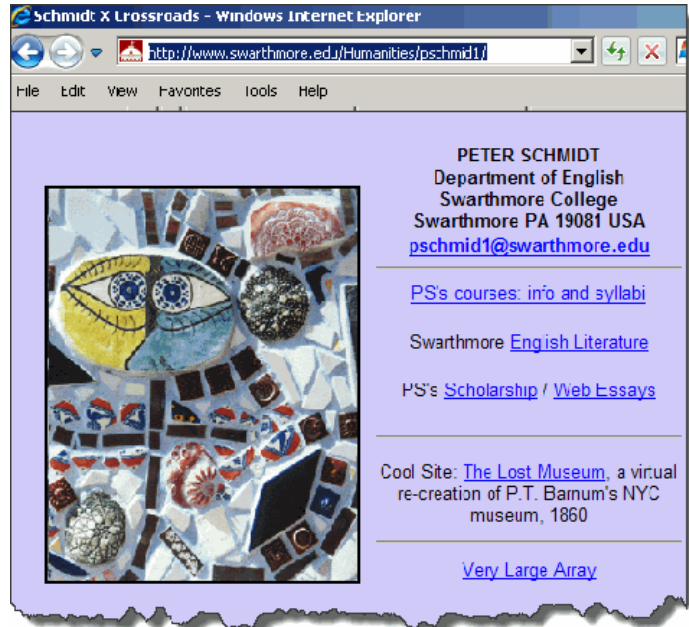 Schmidt X Crossroads - Windows Internet Explorer
http://www.swarthmore.edu/Humanities/pschmid1/
File Edit View Favorites Tools Help
PETER SCHMIDT
Department of English
Swarthmore College
Swarthmore PA 19081 USA
pschmid1@swarthmore.edu
PS's courses: info and syllabi
Swarthmore English Literature
PS's Scholarship / Web Essays
Cool Site: The Lost Museum, a virtual
re-creation of P.T. Barnum's NYC
museum, 1860
Very Large Array